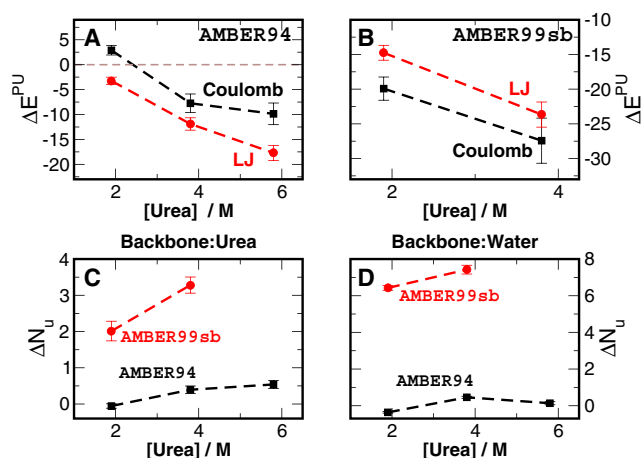 A
AMBER94
5
0
-5
-10
-15
-20
ΔE^PU
Coulomb
LJ
2
4
6
[Urea] / M
B
AMBER99sb
-10
-15
-20
-25
-30
ΔE^PU
LJ
Coulomb
2
4
[Urea] / M
Backbone:Urea
C
4
3
2
1
0
ΔN_u
AMBER99sb
AMBER94
2
4
6
[Urea] / M
Backbone:Water
D
8
6
4
2
0
ΔN_u
AMBER99sb
AMBER94
2
4
6
[Urea] / M